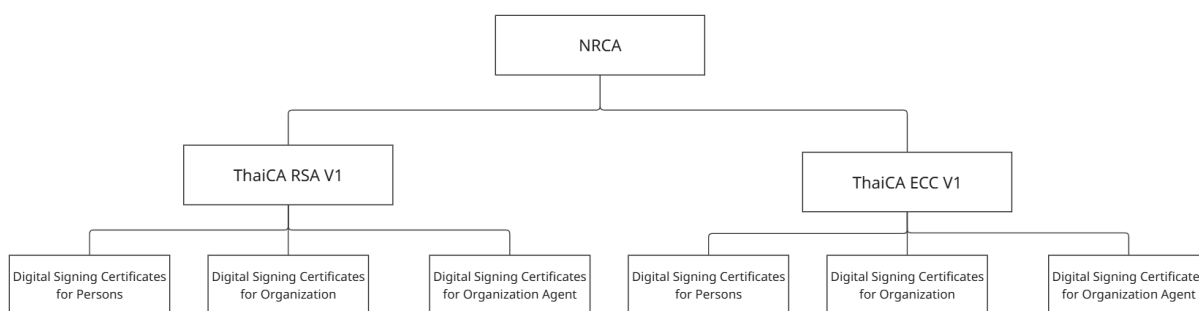 NRCA
ThaiCA RSA V1
ThaiCA ECC V1
Digital Signing Certificates
for Persons
Digital Signing Certificates
for Organization
Digital Signing Certificates
for Organization Agent
Digital Signing Certificates
for Persons
Digital Signing Certificates
for Organization
Digital Signing Certificate
for Organization Agent